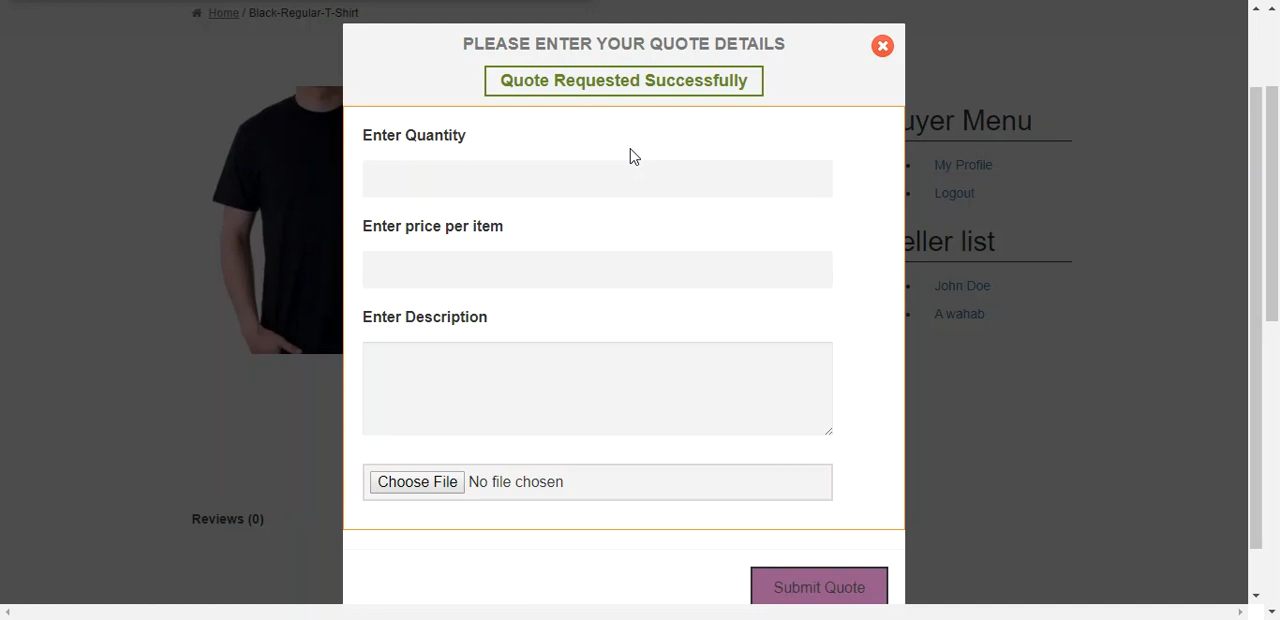 Home / Black-Regular-T-Shirt
PLEASE ENTER YOUR QUOTE DETAILS
Quote Requested Successfully
Enter Quantity
Enter price per item
Enter Description
Choose File No file chosen
Submit Quote
uyer Menu
My Profile
Logout
eller list
John Doe
A wahab
Reviews (0)